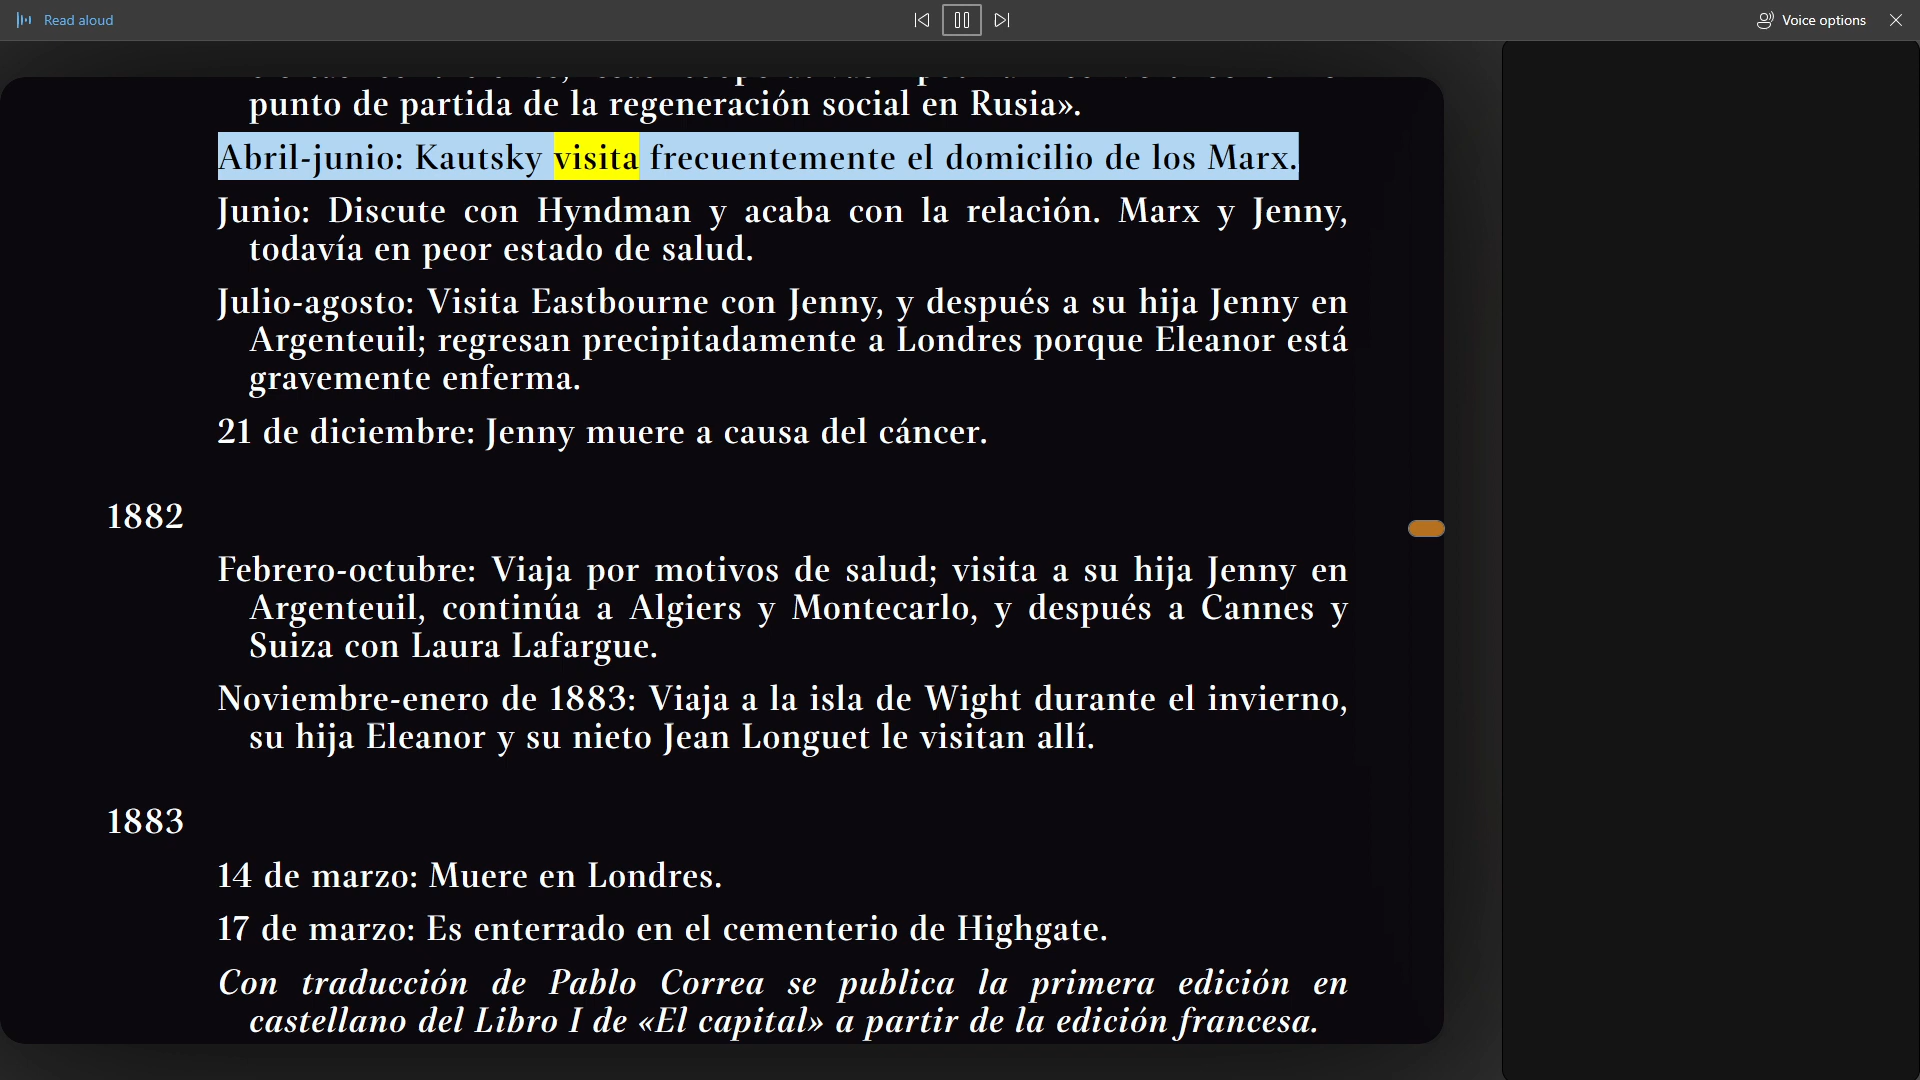 Read aloud
Voice options
punto de partida de la regeneración social en Rusia».
Abril-junio: Kautsky visita frecuentemente el domicilio de los Marx.
Junio: Discute con Hyndman y acaba con la relación. Marx y Jenny,
todavía en peor estado de salud.
Julio-agosto: Visita Eastbourne con Jenny, y después a su hija Jenny en
Argenteuil; regresan precipitadamente a Londres porque Eleanor está
gravemente enferma.
21 de diciembre: Jenny muere a causa del cáncer.
1882
Febrero-octubre: Viaja por motivos de salud; visita a su hija Jenny en
Argenteuil, continúa a Algiers y Montecarlo, y después a Cannes y
Suiza con Laura Lafargue.
Noviembre-enero de 1883: Viaja a la isla de Wight durante el invierno,
su hija Eleanor y su nieto Jean Longuet le visitan allí.
1883
14 de marzo: Muere en Londres.
17 de marzo: Es enterrado en el cementerio de Highgate.
Con traducción de Pablo Correa se publica la primera edición en
castellano del Libro I de «El capital» a partir de la edición francesa.